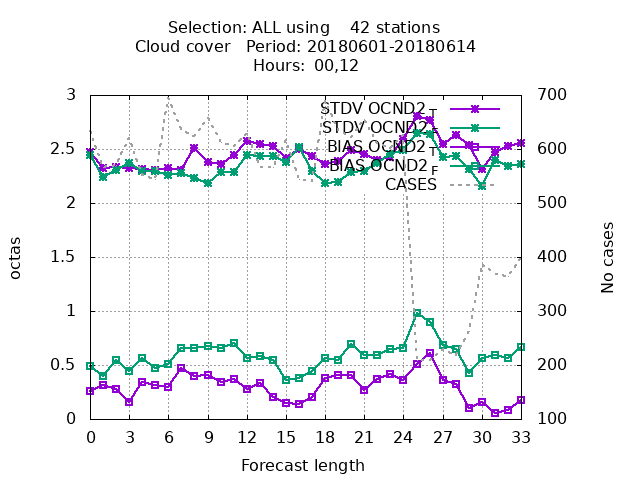 Selection: ALL using    42 stations
Cloud cover   Period: 20180601-20180614
Hours:  00,12
STDV OCND2 T
STDV OCND2 F
BIAS OCND2 T
BIAS OCND2 F
CASES
octas
No cases
3
2.5
2
1.5
1
0.5
0
700
600
500
400
300
200
100
0 3 6 9 12 15 18 21 24 27 30 33
Forecast length